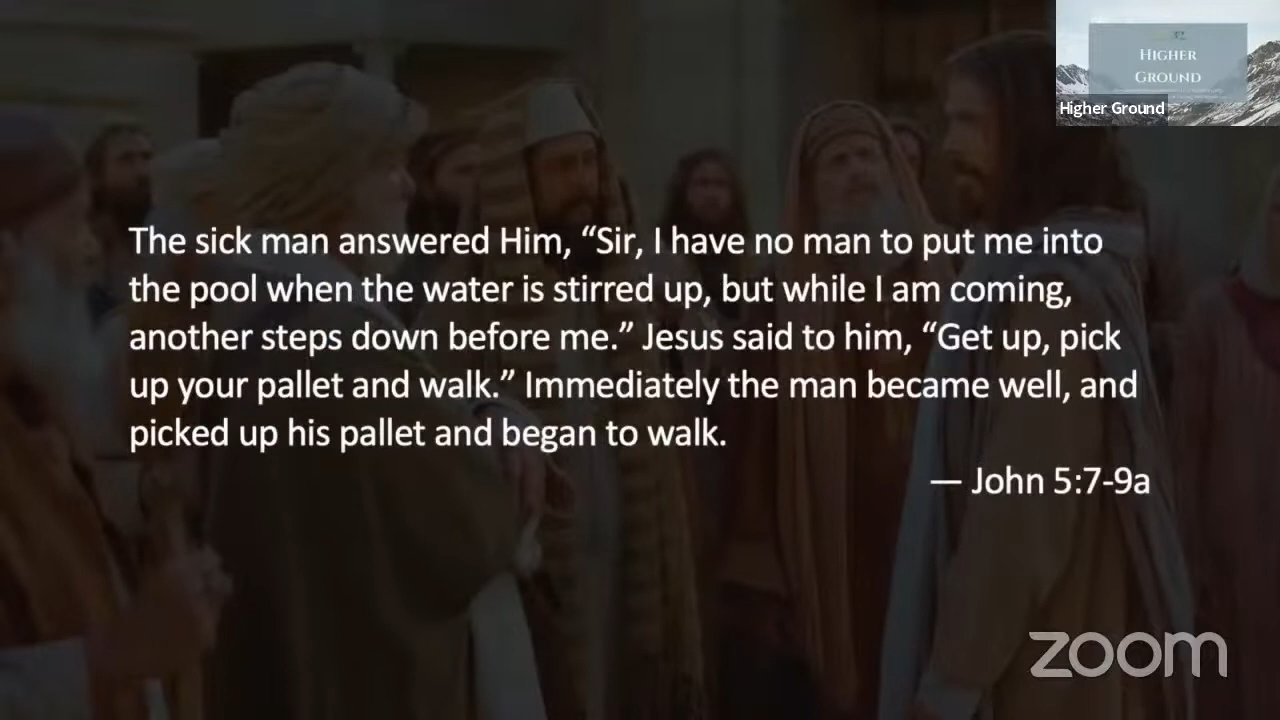 HIGHER
GROUND
Higher Ground
The sick man answered Him, “Sir, I have no man to put me into
the pool when the water is stirred up, but while I am coming,
another steps down before me.” Jesus said to him, “Get up, pick
up your pallet and walk.” Immediately the man became well, and
picked up his pallet and began to walk.
— John 5:7-9a
zoom